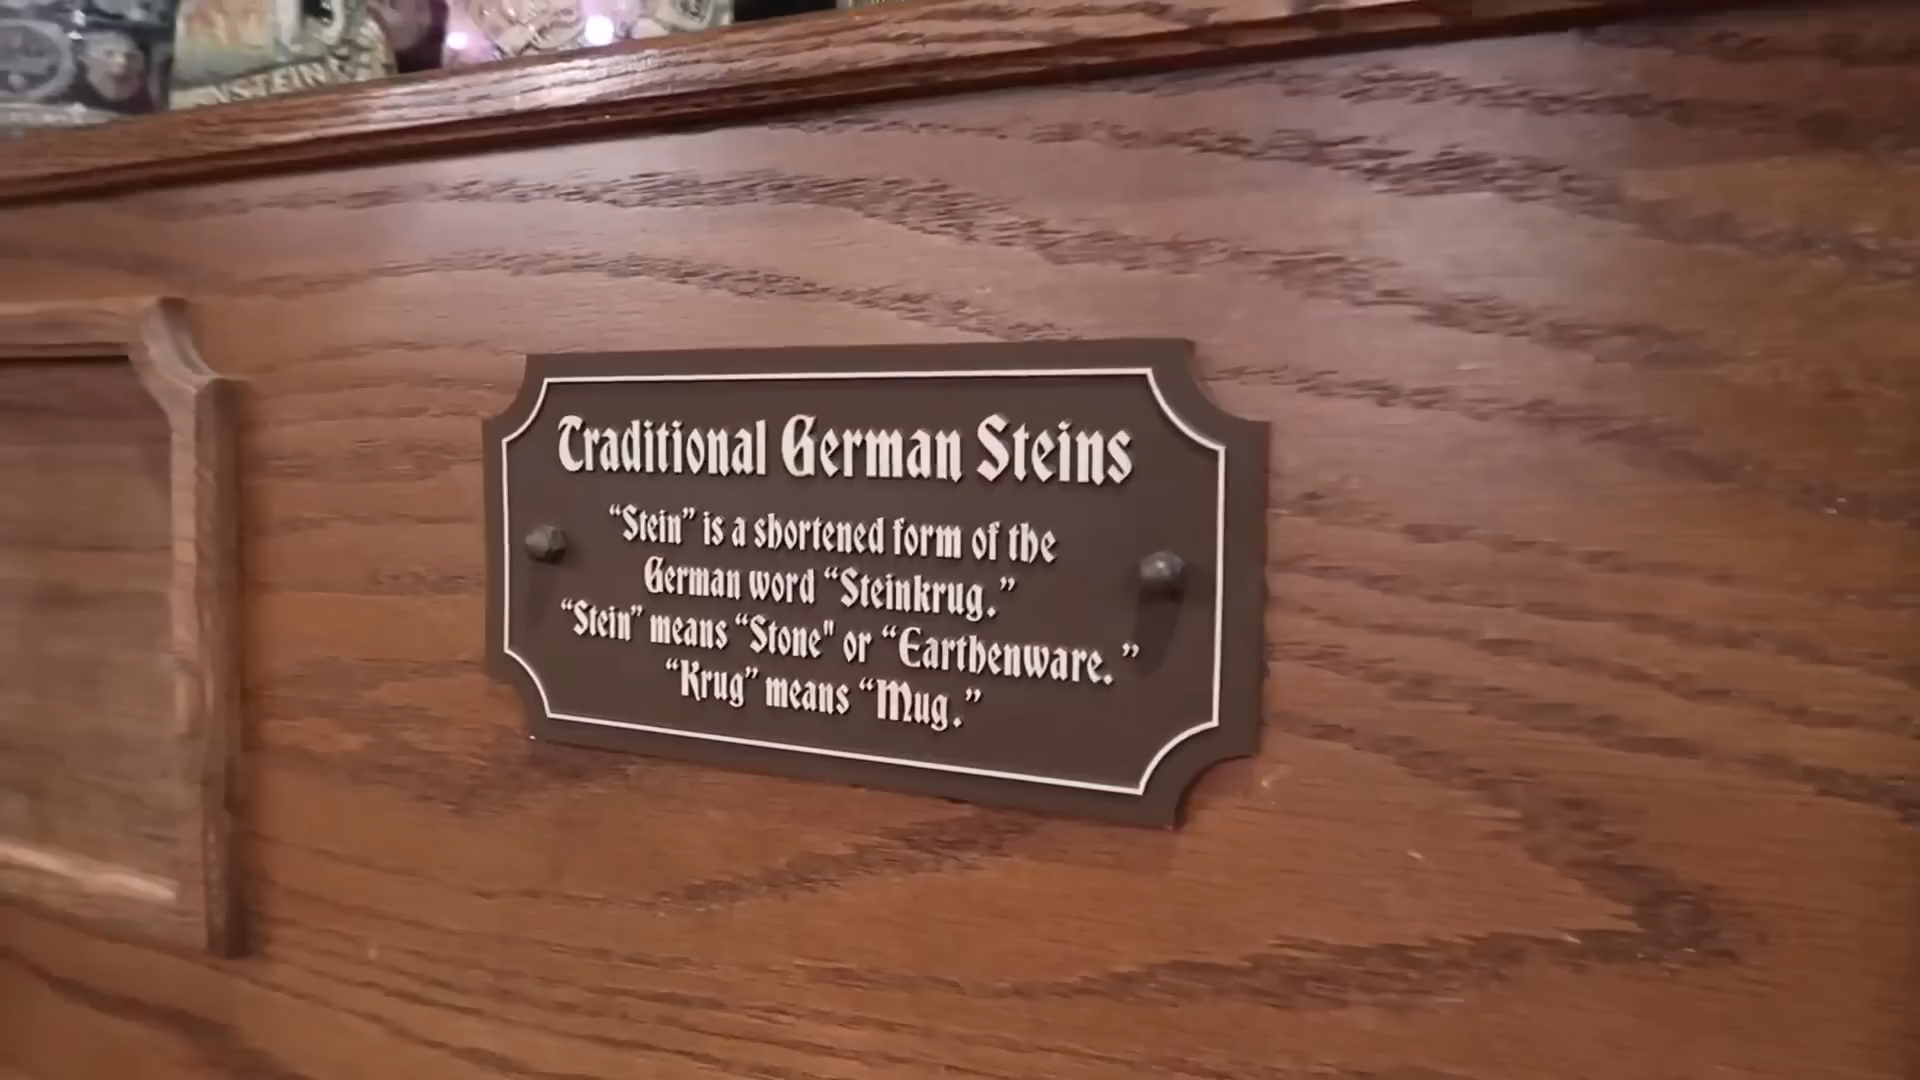 Traditional German Steins
“Stein” is a shortened form of the
German word “Steinkrug.”
“Stein” means “Stone" or “Earthenware. ”
“Krug” means “Mug.”